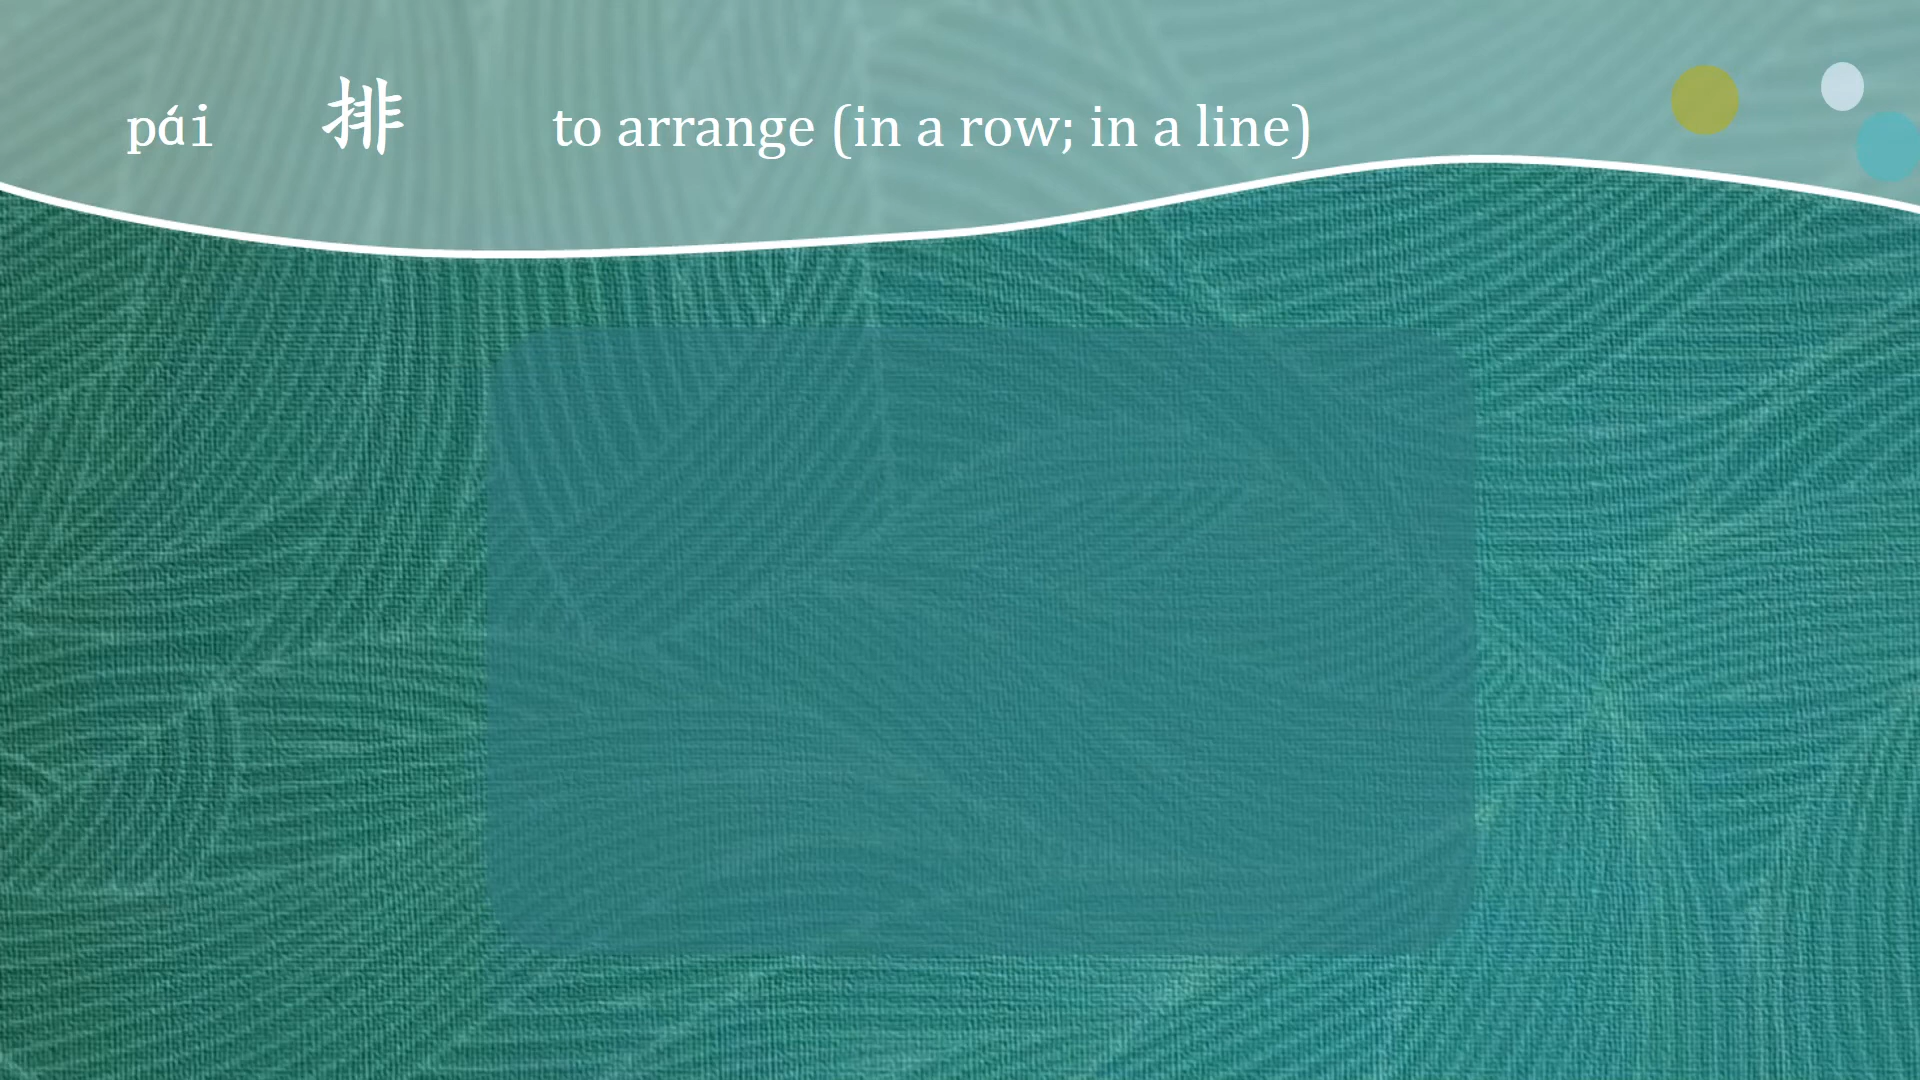 pái 排 to arrange (in a row; in a line)